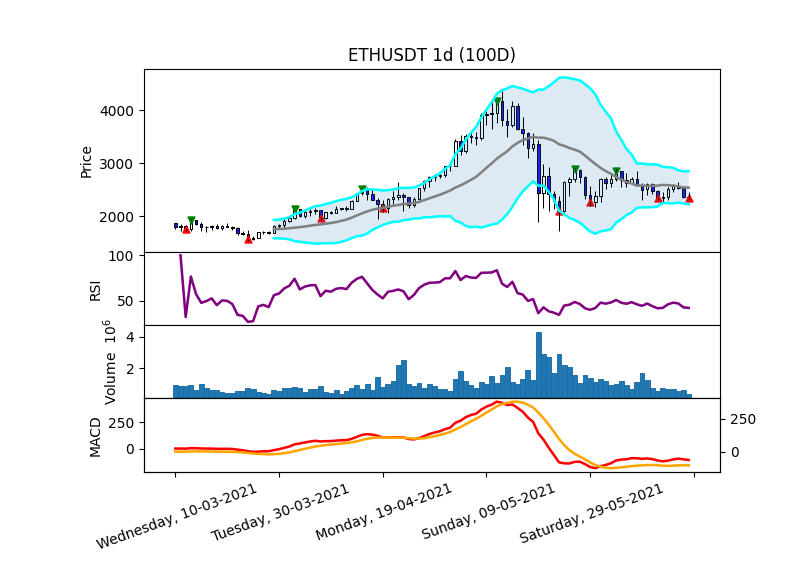 ETHUSDT 1d (100D)
Price
4000
3000
2000
RSI
100
50
Volume 10⁶
4
2
MACD
250
0
250
0
Wednesday, 10-03-2021
Tuesday, 30-03-2021
Monday, 19-04-2021
Sunday, 09-05-2021
Saturday, 29-05-2021